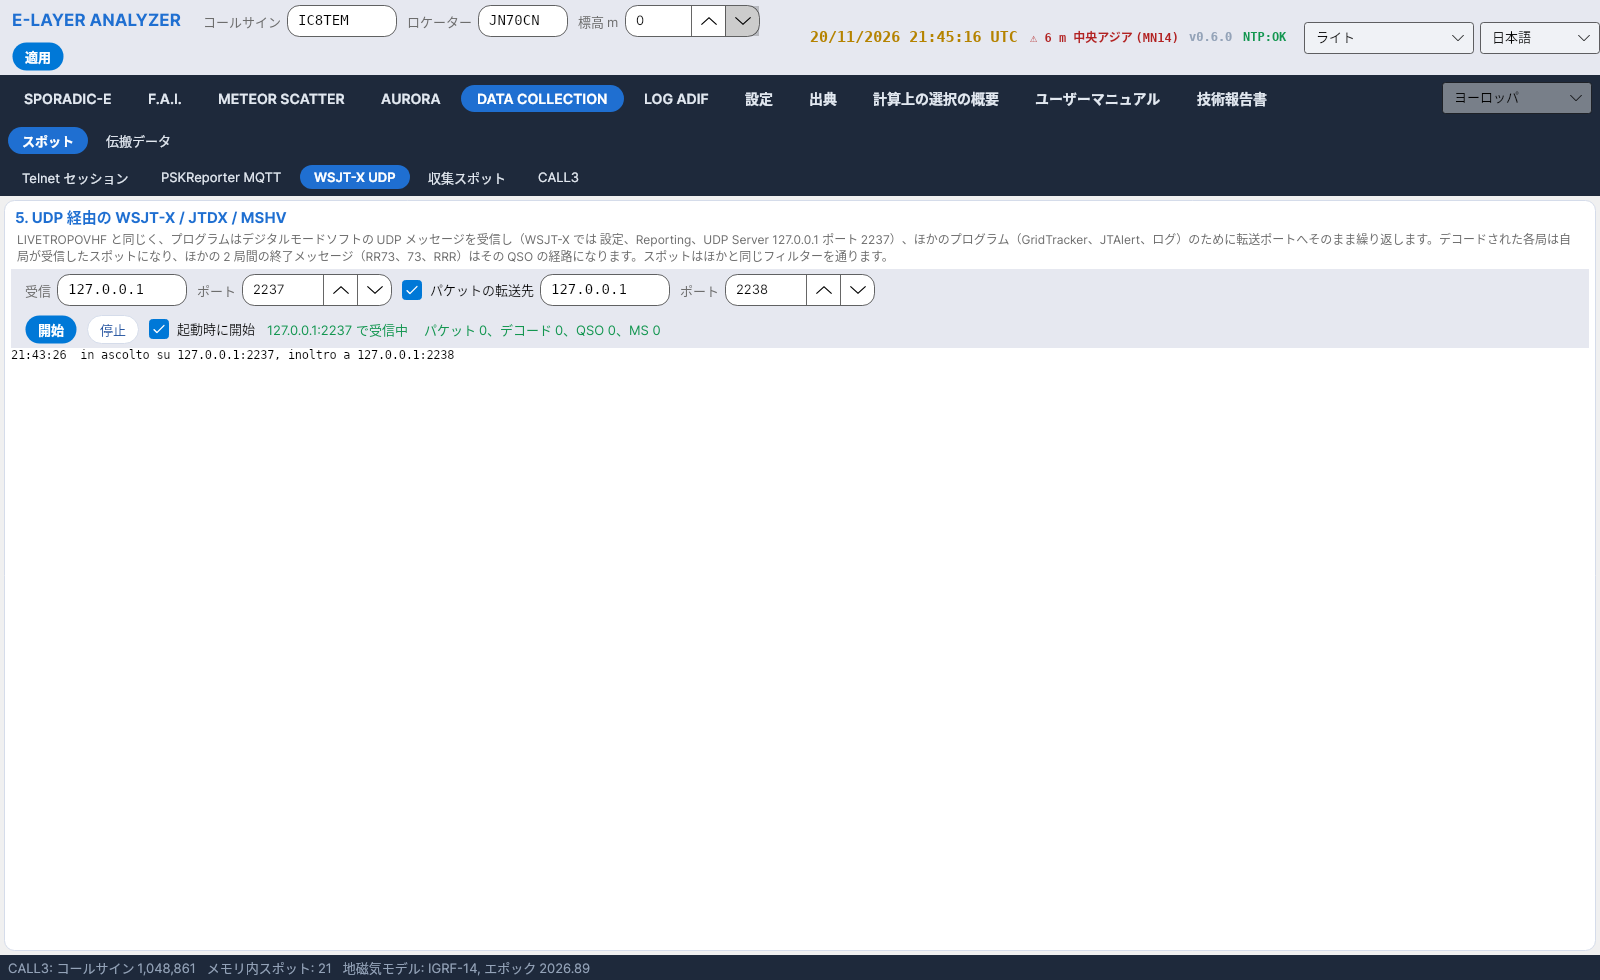 E-LAYER ANALYZER コールサイン IC8TEM ロケーター JN70CN 標高 m 0
20/11/2026 21:45:16 UTC ⚠ 6 m 中央アジア (MN14) v0.6.0 NTP:OK ライト 日本語
適用
SPORADIC-E F.A.I. METEOR SCATTER AURORA DATA COLLECTION LOG ADIF 設定 出典 計算上の選択の概要 ユーザーマニュアル 技術報告書 ヨーロッパ
スポット 伝搬データ
Telnet セッション PSKReporter MQTT WSJT-X UDP 収集スポット CALL3
5. UDP 経由の WSJT-X / JTDX / MSHV
LIVETROPOVHF と同じく、プログラムはデジタルモードソフトの UDP メッセージを受信し（WSJT-X では 設定、Reporting、UDP Server 127.0.0.1 ポート 2237）、ほかのプログラム（GridTracker、JTAlert、ログ）のために転送ポートへそのまま繰り返します。デコードされた各局は自
局が受信したスポットになり、ほかの 2 局間の終了メッセージ（RR73、73、RRR）はその QSO の経路になります。スポットはほかと同じフィルターを通ります。
受信 127.0.0.1 ポート 2237 パケットの転送先 127.0.0.1 ポート 2238
開始 停止 起動時に開始 127.0.0.1:2237 で受信中 パケット 0、デコード 0、QSO 0、MS 0
21:43:26 in ascolto su 127.0.0.1:2237, inoltro a 127.0.0.1:2238
CALL3: コールサイン 1,048,861 メモリ内スポット: 21 地磁気モデル: IGRF-14, エポック 2026.89